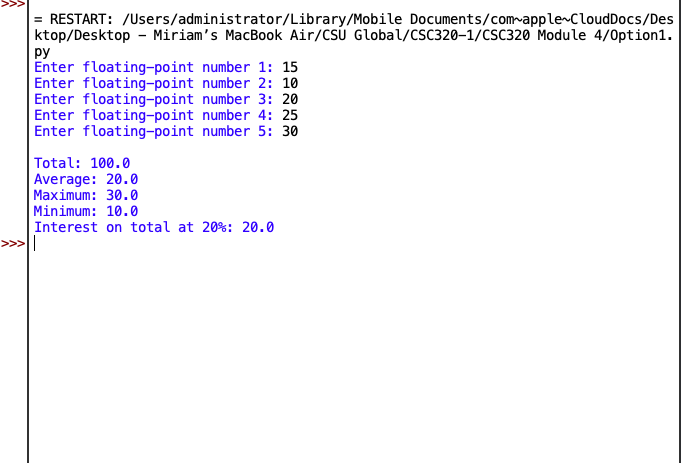 >>>
= RESTART: /Users/administrator/Library/Mobile Documents/com~apple~CloudDocs/Des
ktop/Desktop – Miriam’s MacBook Air/CSU Global/CSC320-1/CSC320 Module 4/Option1.
py
Enter floating-point number 1: 15
Enter floating-point number 2: 10
Enter floating-point number 3: 20
Enter floating-point number 4: 25
Enter floating-point number 5: 30
Total: 100.0
Average: 20.0
Maximum: 30.0
Minimum: 10.0
Interest on total at 20%: 20.0
>>>